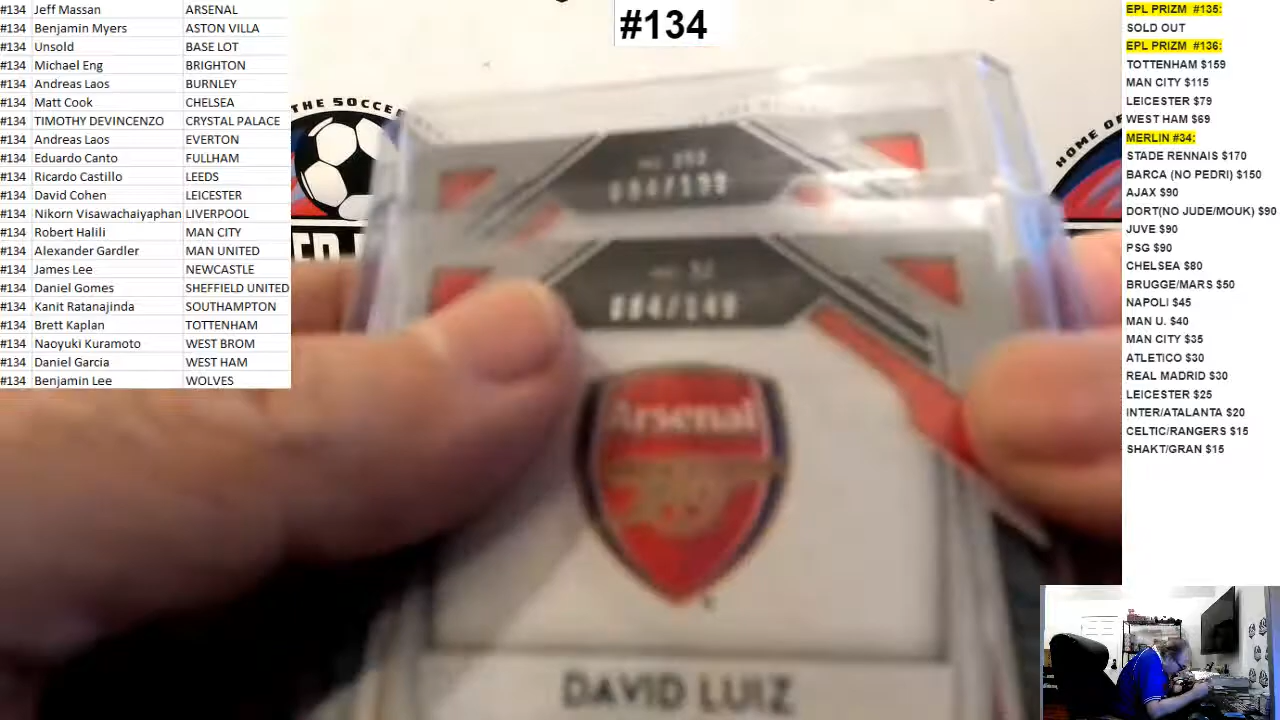 #134 Jeff Massan ARSENAL
#134 Benjamin Myers ASTON VILLA
#134 Unsold BASE LOT
#134 Michael Eng BRIGHTON
#134 Andreas Laos BURNLEY
#134 Matt Cook CHELSEA
#134 TIMOTHY DEVINCENZO CRYSTAL PALACE
#134 Andreas Laos EVERTON
#134 Eduardo Canto FULLHAM
#134 Ricardo Castillo LEEDS
#134 David Cohen LEICESTER
#134 Nikorn Visawachaiyaphan LIVERPOOL
#134 Robert Halili MAN CITY
#134 Alexander Gardler MAN UNITED
#134 James Lee NEWCASTLE
#134 Daniel Gomes SHEFFIELD UNITED
#134 Kanit Ratanajinda SOUTHAMPTON
#134 Brett Kaplan TOTTENHAM
#134 Naoyuki Kuramoto WEST BROM
#134 Daniel Garcia WEST HAM
#134 Benjamin Lee WOLVES
#134
THE SOCCE
HOME OF
084/149
Arsenal
DAVID LUIZ
EPL PRIZM #135:
SOLD OUT
EPL PRIZM #136:
TOTTENHAM $159
MAN CITY $115
LEICESTER $79
WEST HAM $69
MERLIN #34:
STADE RENNAIS $170
BARCA (NO PEDRI) $150
AJAX $90
DORT(NO JUDE/MOUK) $90
JUVE $90
PSG $90
CHELSEA $80
BRUGGE/MARS $50
NAPOLI $45
MAN U. $40
MAN CITY $35
ATLETICO $30
REAL MADRID $30
LEICESTER $25
INTER/ATALANTA $20
CELTIC/RANGERS $15
SHAKT/GRAN $15